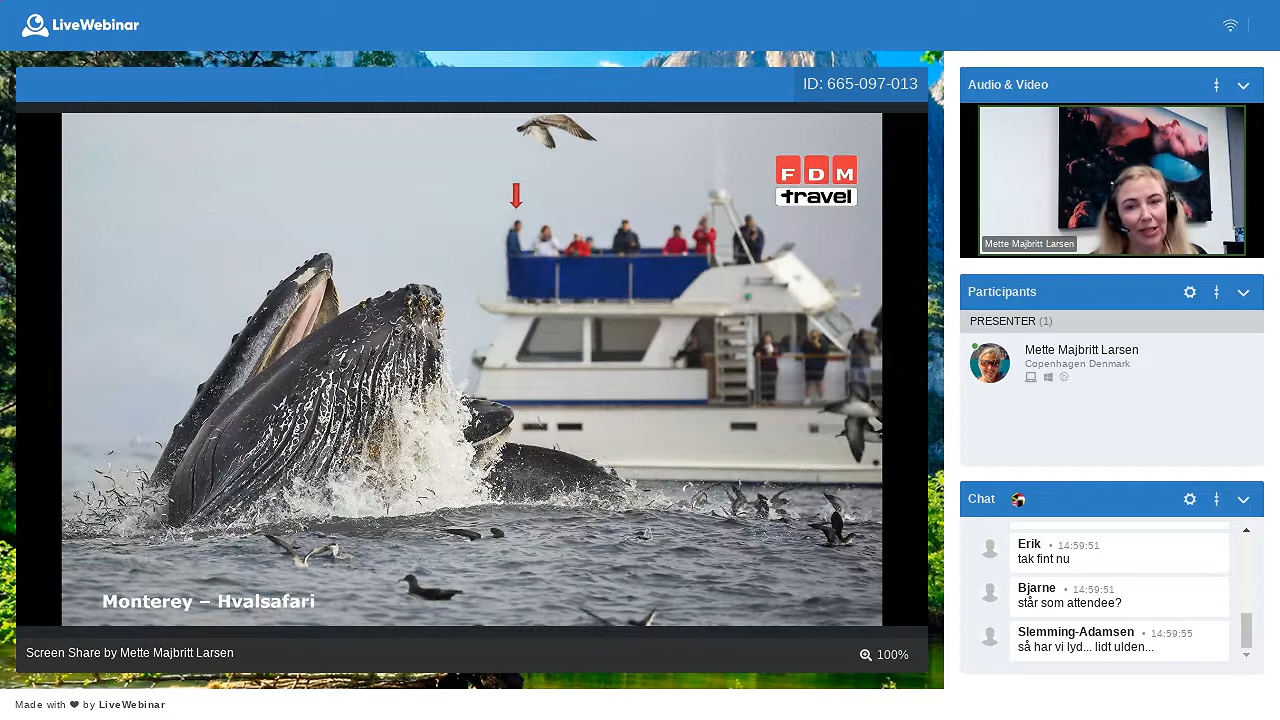 LiveWebinar
ID: 665-097-013
Audio & Video
FDM
travel
Mette Majbritt Larsen
Participants
PRESENTER (1)
Mette Majbritt Larsen
Copenhagen Denmark
Chat
Erik • 14:59:51
tak fint nu
Bjarne • 14:59:51
står som attendee?
Slemming-Adamsen • 14:59:55
så har vi lyd... lidt ulden...
Monterey – Hvalsafari
Screen Share by Mette Majbritt Larsen
100%
Made with ❤ by LiveWebinar